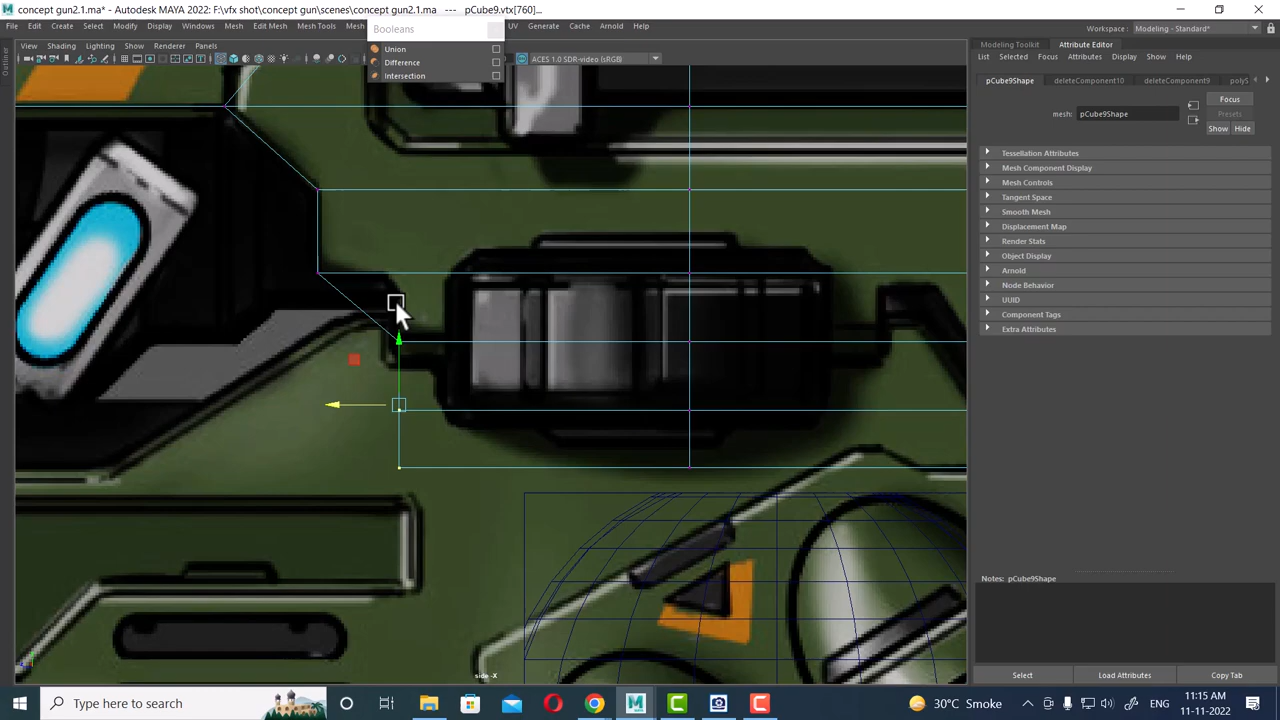 concept gun2.1.ma* - Autodesk MAYA 2022: F:\vfx shot\concept gun\scenes\concept gun2.1.ma --- pCube9.vtx[760]...
File Edit Create Select Modify Display Windows Mesh Edit Mesh Mesh Tools Mesh UV Generate Cache Arnold Help
Workspace: Modeling - Standard*
Booleans
Union
Difference
Intersection
View Shading Lighting Show Renderer Panels
ACES 1.0 SDR-video (sRGB)
Outliner
Modeling Toolkit Attribute Editor
List Selected Focus Attributes Display Show Help
pCube9Shape deleteComponent10 deleteComponent9 polyS
Focus
Presets
mesh: pCube9Shape
Show Hide
Tessellation Attributes
Mesh Component Display
Mesh Controls
Tangent Space
Smooth Mesh
Displacement Map
Render Stats
Object Display
Arnold
Node Behavior
UUID
Component Tags
Extra Attributes
Notes: pCube9Shape
side -X
Select Load Attributes Copy Tab
Type here to search
30°C Smoke
ENG
11:15 AM
11-11-2022